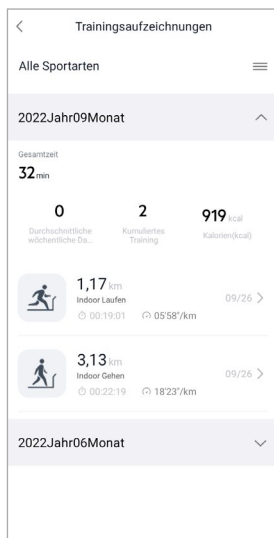 Trainingsaufzeichnungen
Alle Sportarten
2022Jahr09Monat
Gesamtzeit
32min
0
Durchschnittliche
wöchentliche Da...
2
Kumuliertes
Training
919 kcal
Kalorien(kcal)
1,17 km
Indoor Laufen
00:19:01 05'58"/km
09/26
3,13 km
Indoor Gehen
00:22:19 18'23"/km
09/26
2022Jahr06Monat